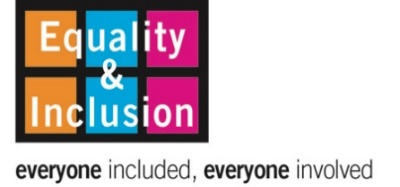 Equality
&
Inclusion
everyone included, everyone involved